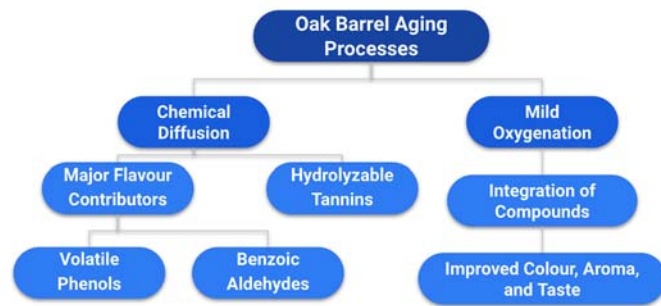 Oak Barrel Aging
Processes
Chemical
Diffusion
Mild
Oxygenation
Major Flavour
Contributors
Hydrolyzable
Tannins
Integration of
Compounds
Volatile
Phenols
Benzoic
Aldehydes
Improved Colour, Aroma,
and Taste